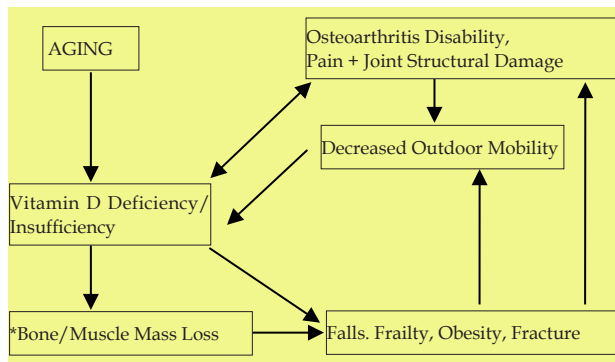 AGING
Osteoarthritis Disability,
Pain + Joint Structural Damage
Decreased Outdoor Mobility
Vitamin D Deficiency/
Insufficiency
*Bone/Muscle Mass Loss
Falls. Frailty, Obesity, Fracture